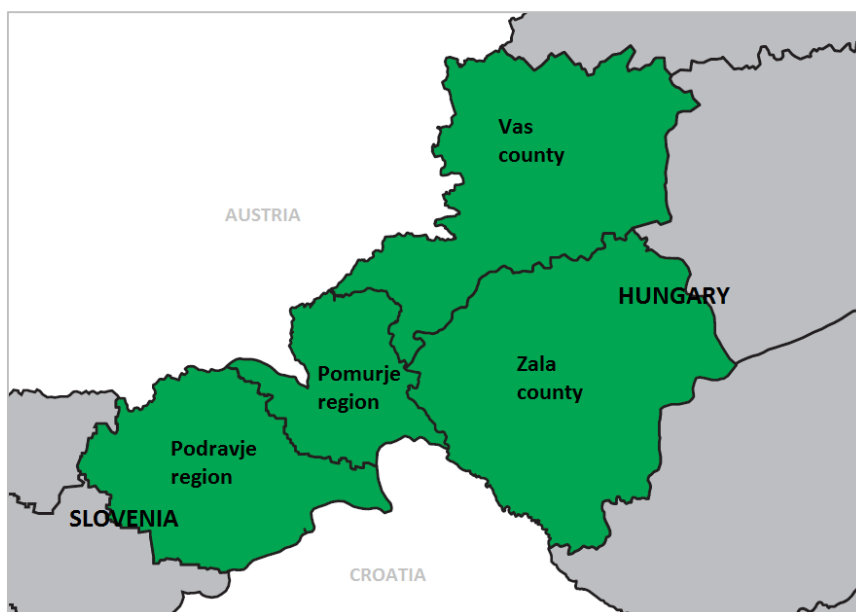 Vas
county
AUSTRIA
HUNGARY
Zala
county
Pomurje
region
Podravje
region
SLOVENIA
CROATIA